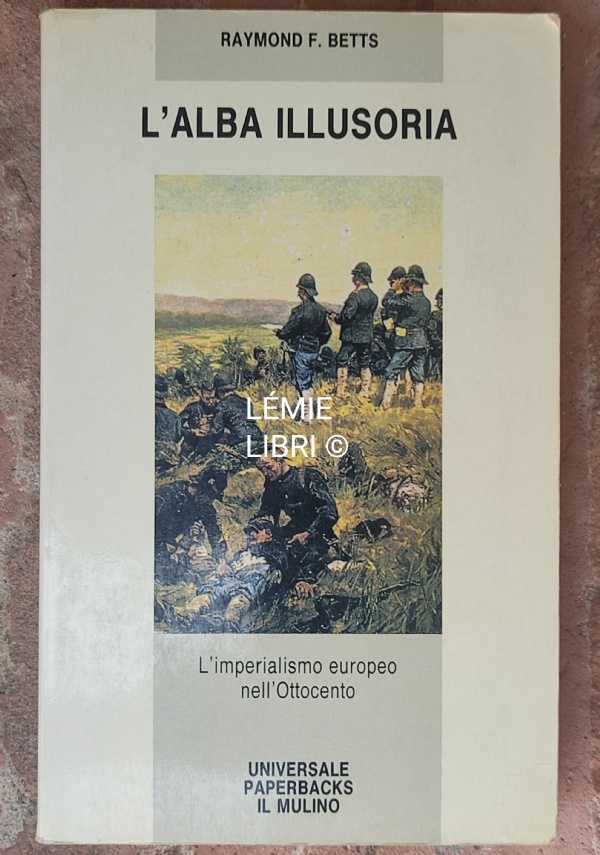 RAYMOND F. BETTS
L'ALBA ILLUSORIA
LÉMIE
LIBRI ©
L'imperialismo europeo
nell'Ottocento
UNIVERSALE
PAPERBACKS
IL MULINO